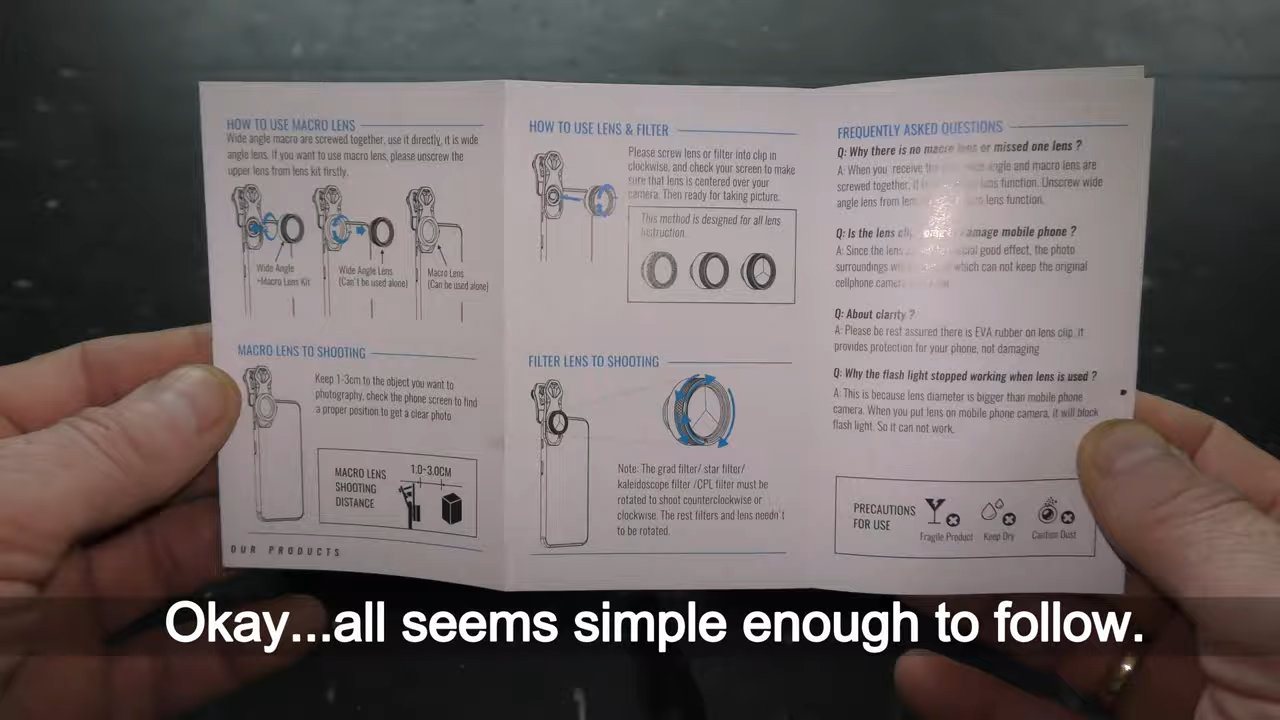 HOW TO USE MACRO LENS
Wide angle macro are screwed together, use it directly, it is wide
angle lens. If you want to use macro lens, please unscrew the
upper lens from lens kit firstly.
Wide Angle
+Macro Lens Kit
Wide Angle Lens
(Can't be used alone)
Macro Lens
(Can be used alone)
MACRO LENS TO SHOOTING
Keep 1-3cm to the object you want to
photography, check the phone screen to find
a proper position to get a clear photo
MACRO LENS
SHOOTING
DISTANCE
1.0-3.0CM
OUR PRODUCTS
HOW TO USE LENS & FILTER
Please screw lens or filter into clip in
clockwise, and check your screen to make
sure that lens is centered over your
camera. Then ready for taking picture.
This method is designed for all lens
instruction.
FILTER LENS TO SHOOTING
Note: The grad filter/ star filter/
kaleidoscope filter /CPL filter must be
rotated to shoot counterclockwise or
clockwise. The rest filters and lens needn't
to be rotated.
FREQUENTLY ASKED QUESTIONS
Q: Why there is no macro lens or missed one lens ?
A: When you receive the angle and macro lens are
screwed together, it lens function. Unscrew wide
angle lens from lens function.
Q: Is the lens clip damage mobile phone ?
A: Since the lens good effect, the photo
surroundings which can not keep the original
cellphone camera
Q: About clarity ?
A: Please be rest assured there is EVA rubber on lens clip. it
provides protection for your phone, not damaging
Q: Why the flash light stopped working when lens is used ?
A: This is because lens diameter is bigger than mobile phone
camera. When you put lens on mobile phone camera, it will block
flash light. So it can not work.
PRECAUTIONS
FOR USE
Fragile Product
Keep Dry
Caution Dust
Okay...all seems simple enough to follow.